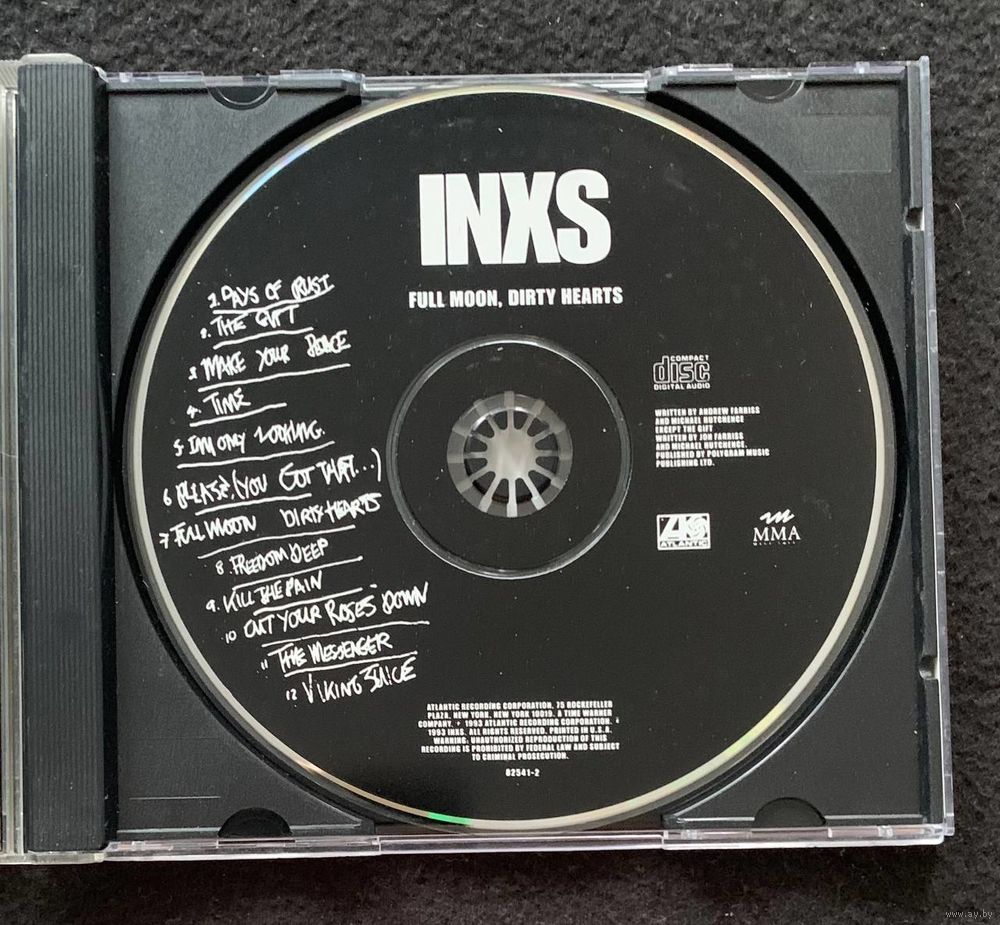 INXS
FULL MOON, DIRTY HEARTS
1. DAYS OF RUST
2. THE GIFT
3 MAKE YOUR PEACE
4 TIME
5 IM ONLY LOOKING.
6 PLEASE, (YOU GOT THAT...)
7 FULL MOON DIRTY HEARTS
8 FREEDOM DEEP
9. KILL THE PAIN
10 CUT YOUR ROSES DOWN
11 THE MESSENGER
12 VIKING JUICE
COMPACT
disc
DIGITAL AUDIO
WRITTEN BY ANDREW FARRISS
AND MICHAEL HUTCHENCE
EXCEPT THE GIFT
WRITTEN BY JON FARRISS
AND MICHAEL HUTCHENCE.
PUBLISHED BY POLYGRAM MUSIC
PUBLISHING LTD.
ATLANTIC
MMA
ATLANTIC RECORDING CORPORATION, 75 ROCKEFELLER
PLAZA, NEW YORK, NEW YORK 10019. A TIME WARNER
COMPANY. 1993 ATLANTIC RECORDING CORPORATION.
1993 INXS. ALL RIGHTS RESERVED. PRINTED IN U.S.A.
WARNING: UNAUTHORIZED REPRODUCTION OF THIS
RECORDING IS PROHIBITED BY FEDERAL LAW AND SUBJECT
TO CRIMINAL PROSECUTION.
82541-2
www.ay.by